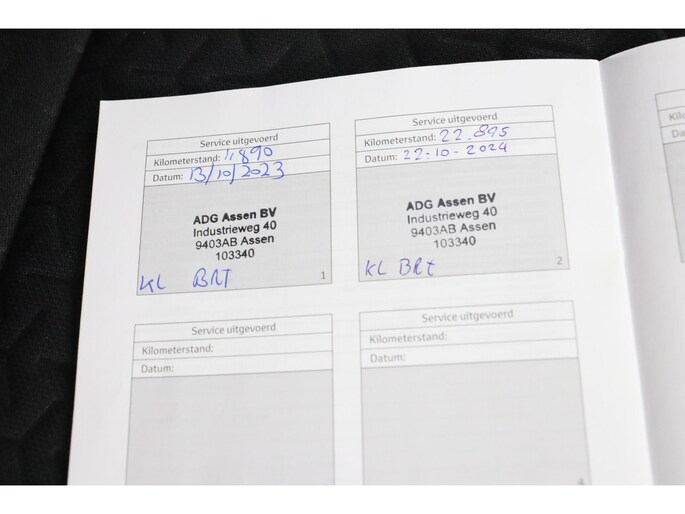 Service uitgevoerd
Kilometerstand: 11890
Datum: 13/10/2023
ADG Assen BV
Industrieweg 40
9403AB Assen
103340
KL BRT
1
Service uitgevoerd
Kilometerstand: 22.895
Datum: 22-10-2024
ADG Assen BV
Industrieweg 40
9403AB Assen
103340
KL BRt
2
Service uitgevoerd
Kilometerstand:
Datum:
Service uitgevoerd
Kilometerstand:
Datum: